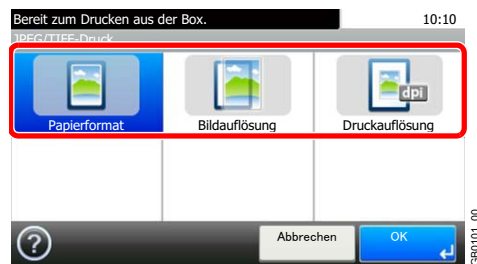 Bereit zum Drucken aus der Box. 10:10
JPEG/TIFF-Druck
Papierformat Bildauflösung Druckauflösung
dpi
? Abbrechen OK
GB0101_00